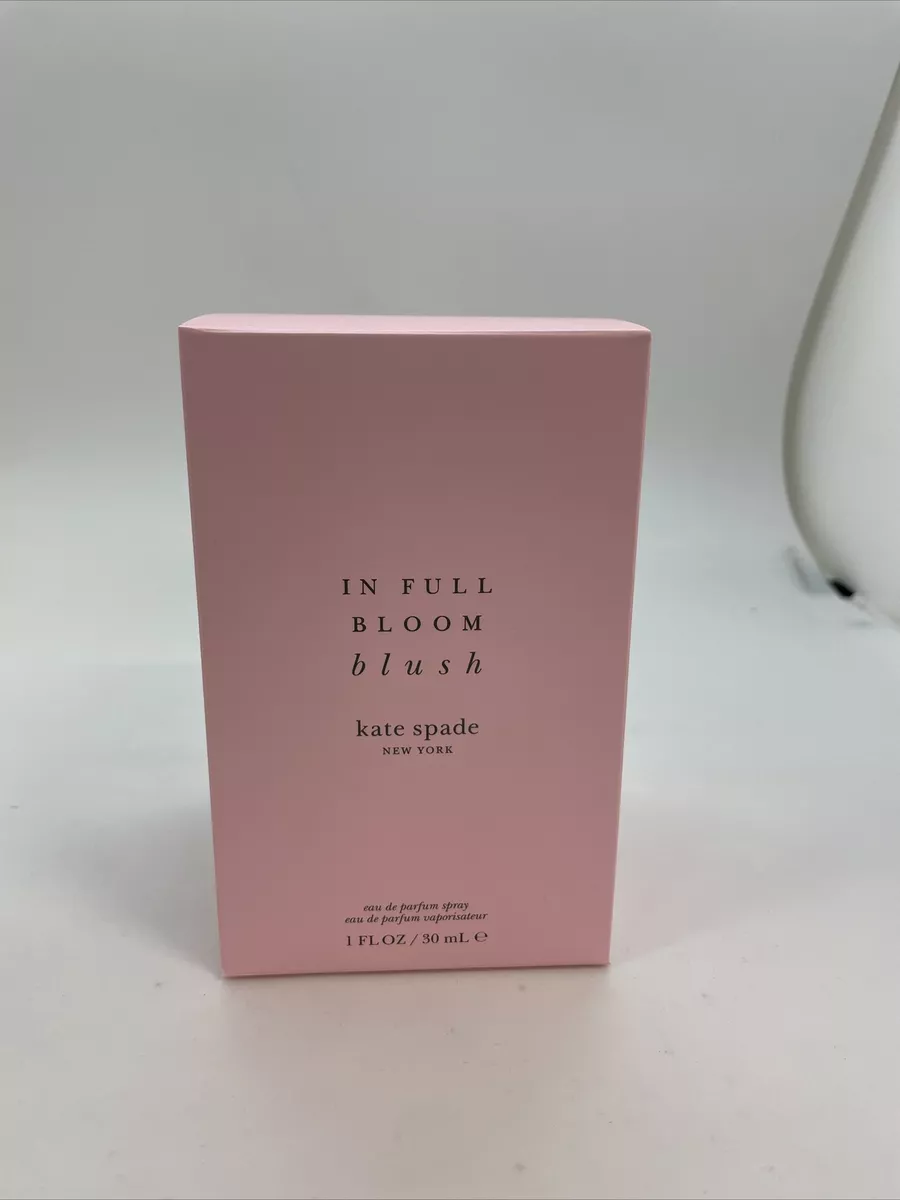 IN FULL
BLOOM
blush
kate spade
NEW YORK
eau de parfum spray
eau de parfum vaporisateur
1 FL OZ / 30 mL ℮